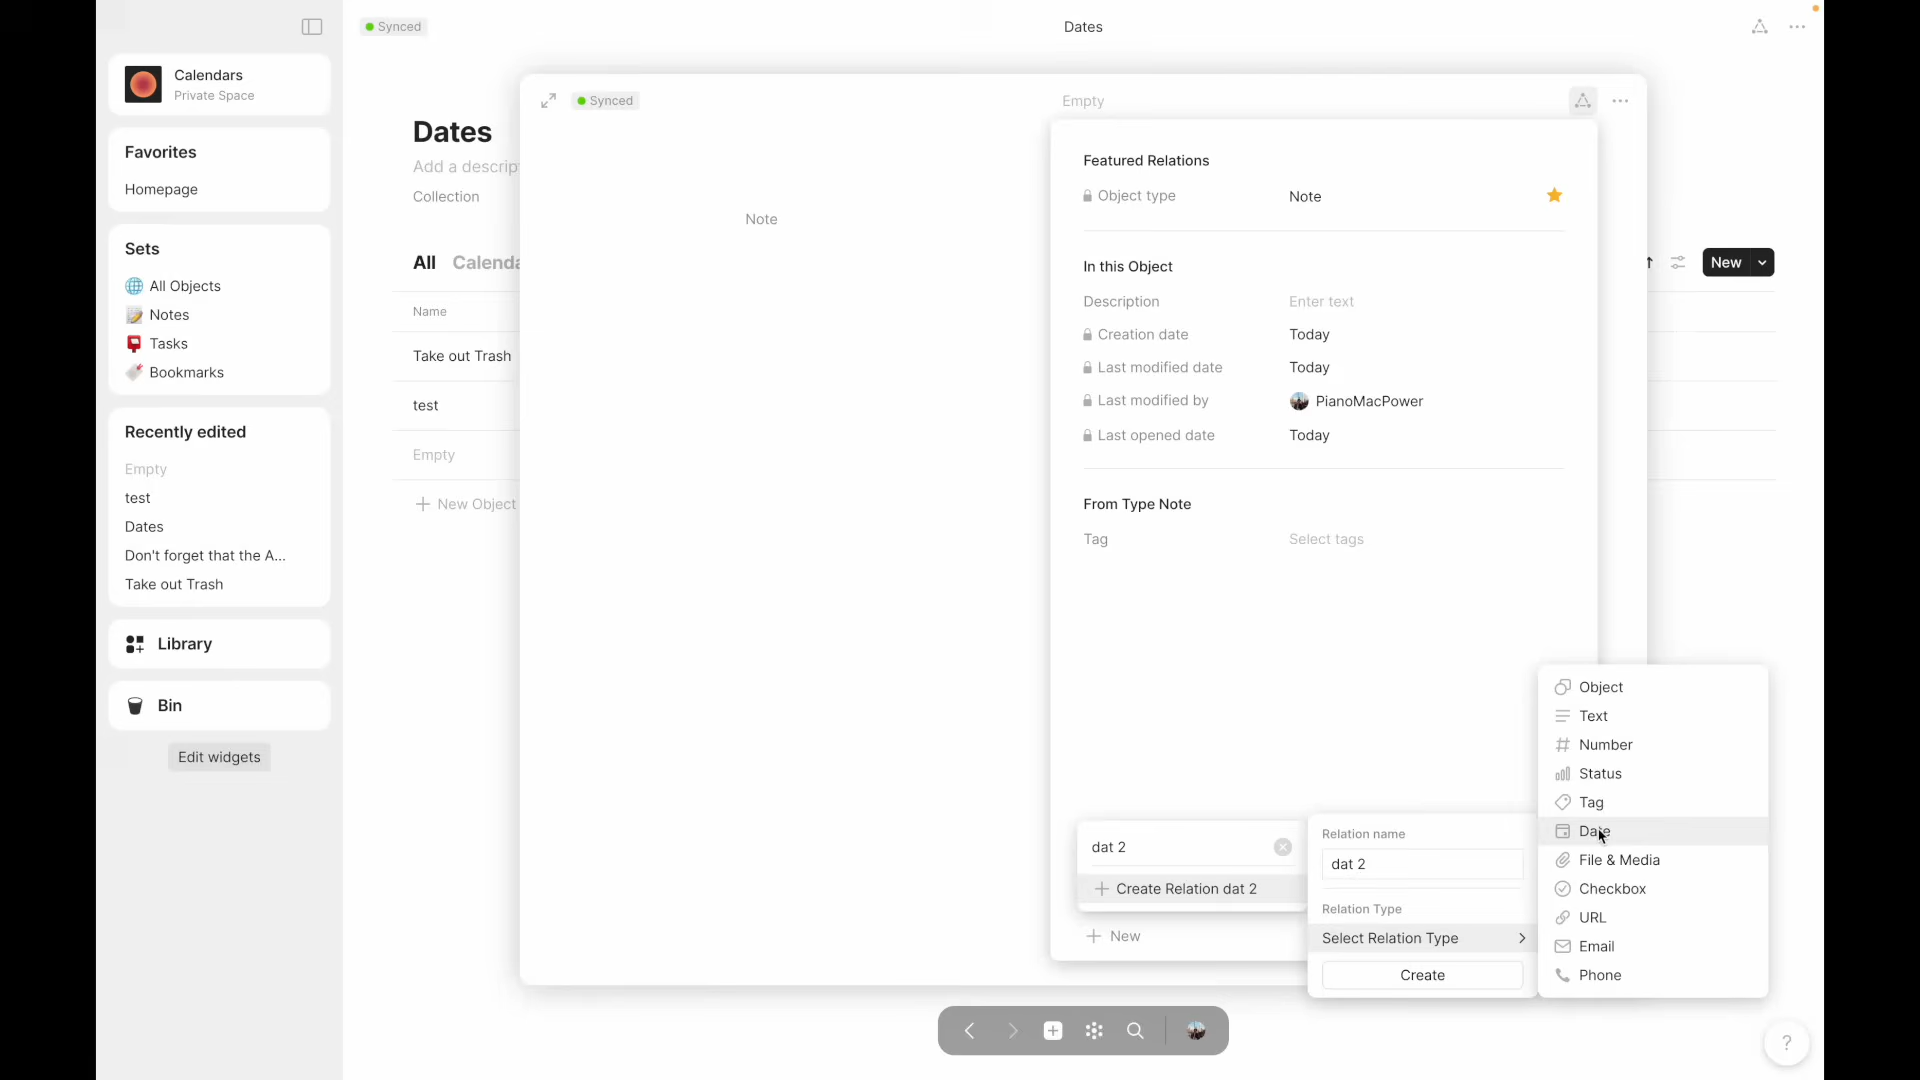 Synced
Dates
Calendars
Private Space
Favorites
Homepage
Sets
All Objects
Notes
Tasks
Bookmarks
Recently edited
Empty
test
Dates
Don't forget that the A...
Take out Trash
Library
Bin
Edit widgets
Dates
Add a descrip
Collection
All Calenda
New
Name
Take out Trash
test
Empty
New Object
Synced
Empty
Note
Featured Relations
Object type Note
In this Object
Description Enter text
Creation date Today
Last modified date Today
Last modified by PianoMacPower
Last opened date Today
From Type Note
Tag Select tags
dat 2
Create Relation dat 2
New
Relation name
dat 2
Relation Type
Select Relation Type
Create
Object
Text
Number
Status
Tag
Date
File & Media
Checkbox
URL
Email
Phone
?